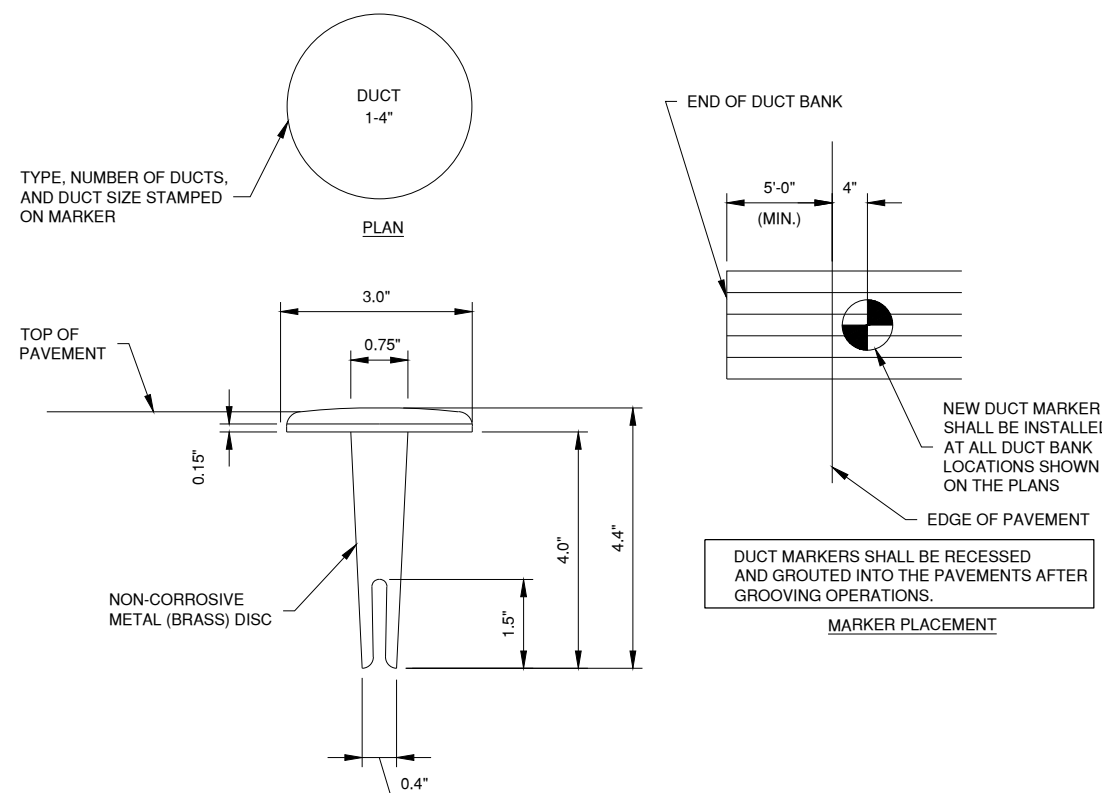 DUCT
1-4"
TYPE, NUMBER OF DUCTS,
AND DUCT SIZE STAMPED
ON MARKER
PLAN
3.0"
0.75"
TOP OF
PAVEMENT
0.15"
4.0"
4.4"
1.5"
NON-CORROSIVE
METAL (BRASS) DISC
0.4"
END OF DUCT BANK
5'-0"
(MIN.)
4"
NEW DUCT MARKER
SHALL BE INSTALLED
AT ALL DUCT BANK
LOCATIONS SHOWN
ON THE PLANS
EDGE OF PAVEMENT
DUCT MARKERS SHALL BE RECESSED
AND GROUTED INTO THE PAVEMENTS AFTER
GROOVING OPERATIONS.
MARKER PLACEMENT